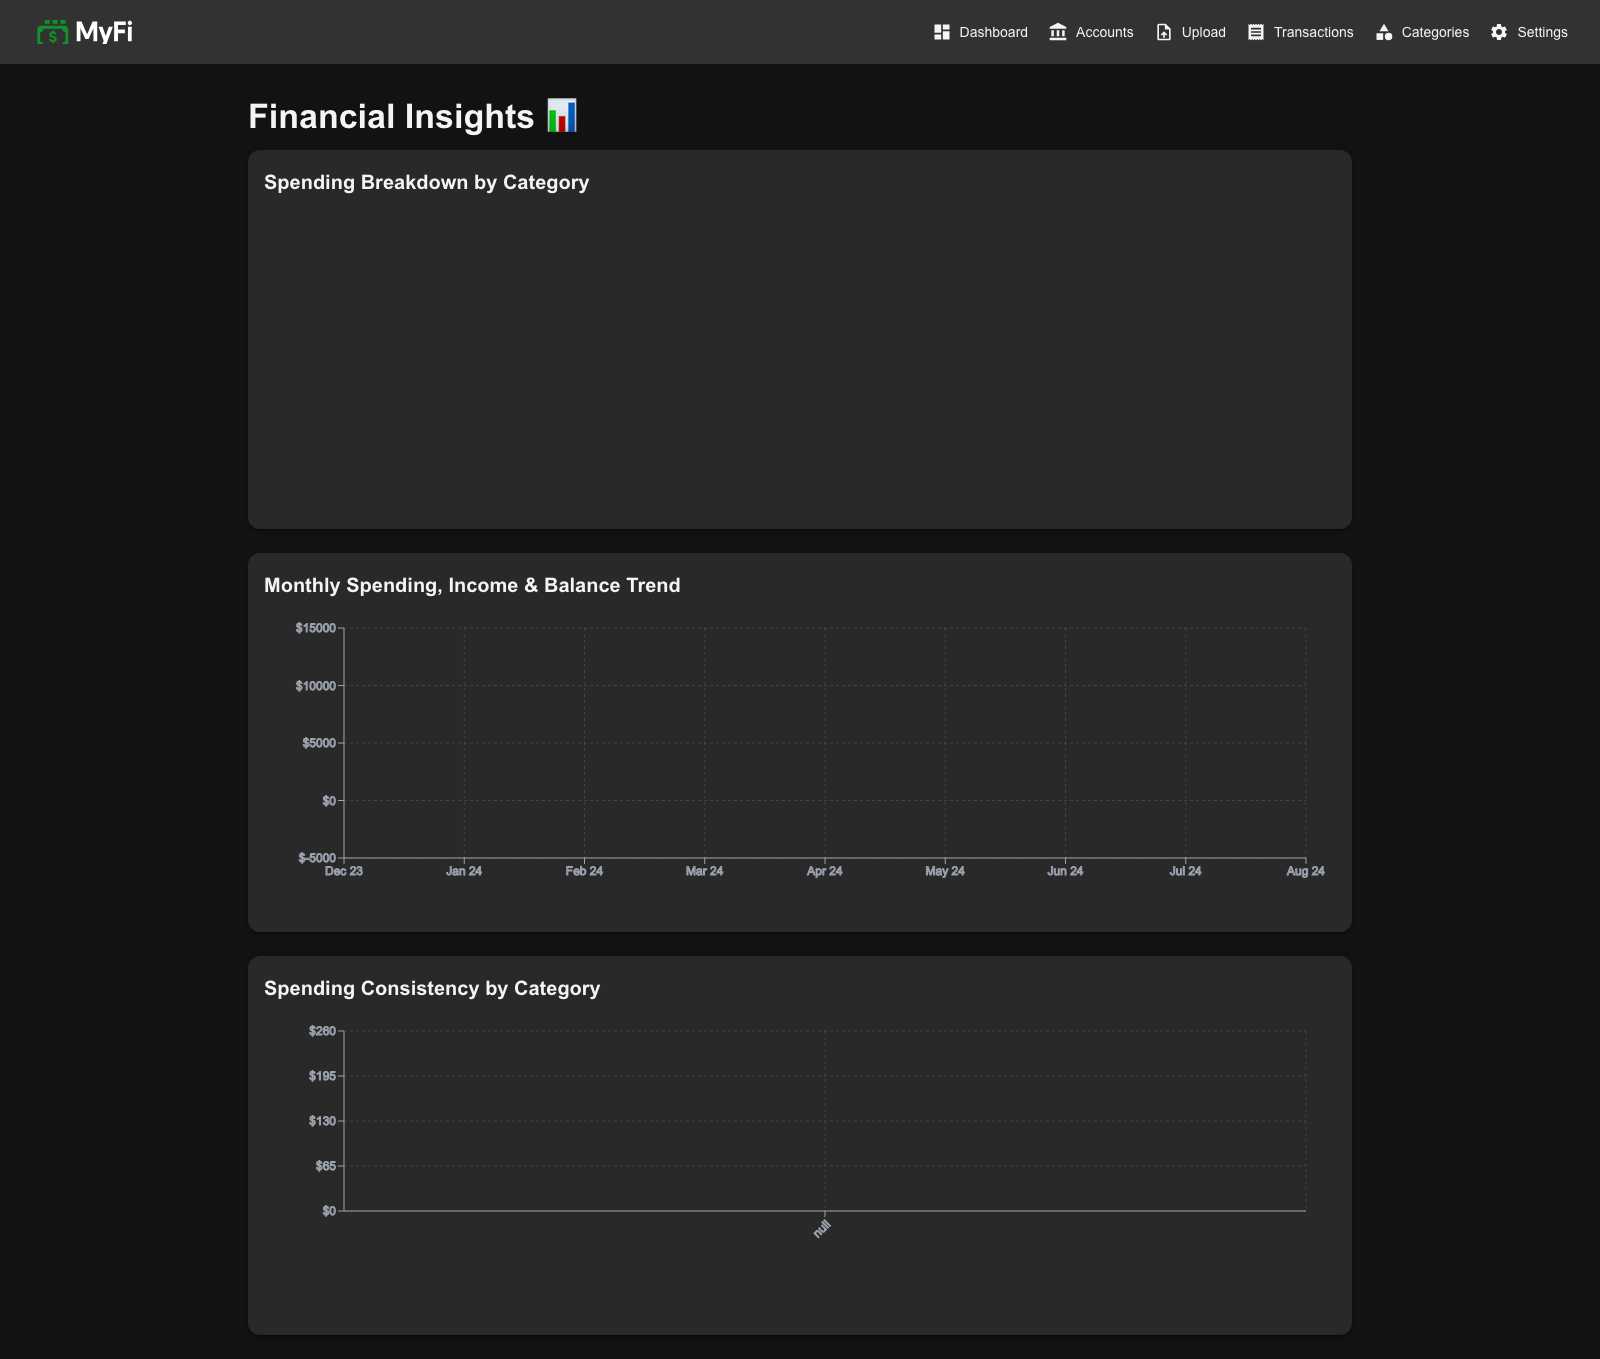 MyFi
Dashboard Accounts Upload Transactions Categories Settings
Financial Insights 📊
Spending Breakdown by Category
Monthly Spending, Income & Balance Trend
$15000
$10000
$5000
$0
$-5000
Dec 23 Jan 24 Feb 24 Mar 24 Apr 24 May 24 Jun 24 Jul 24 Aug 24
Spending Consistency by Category
$260
$195
$130
$65
$0
null